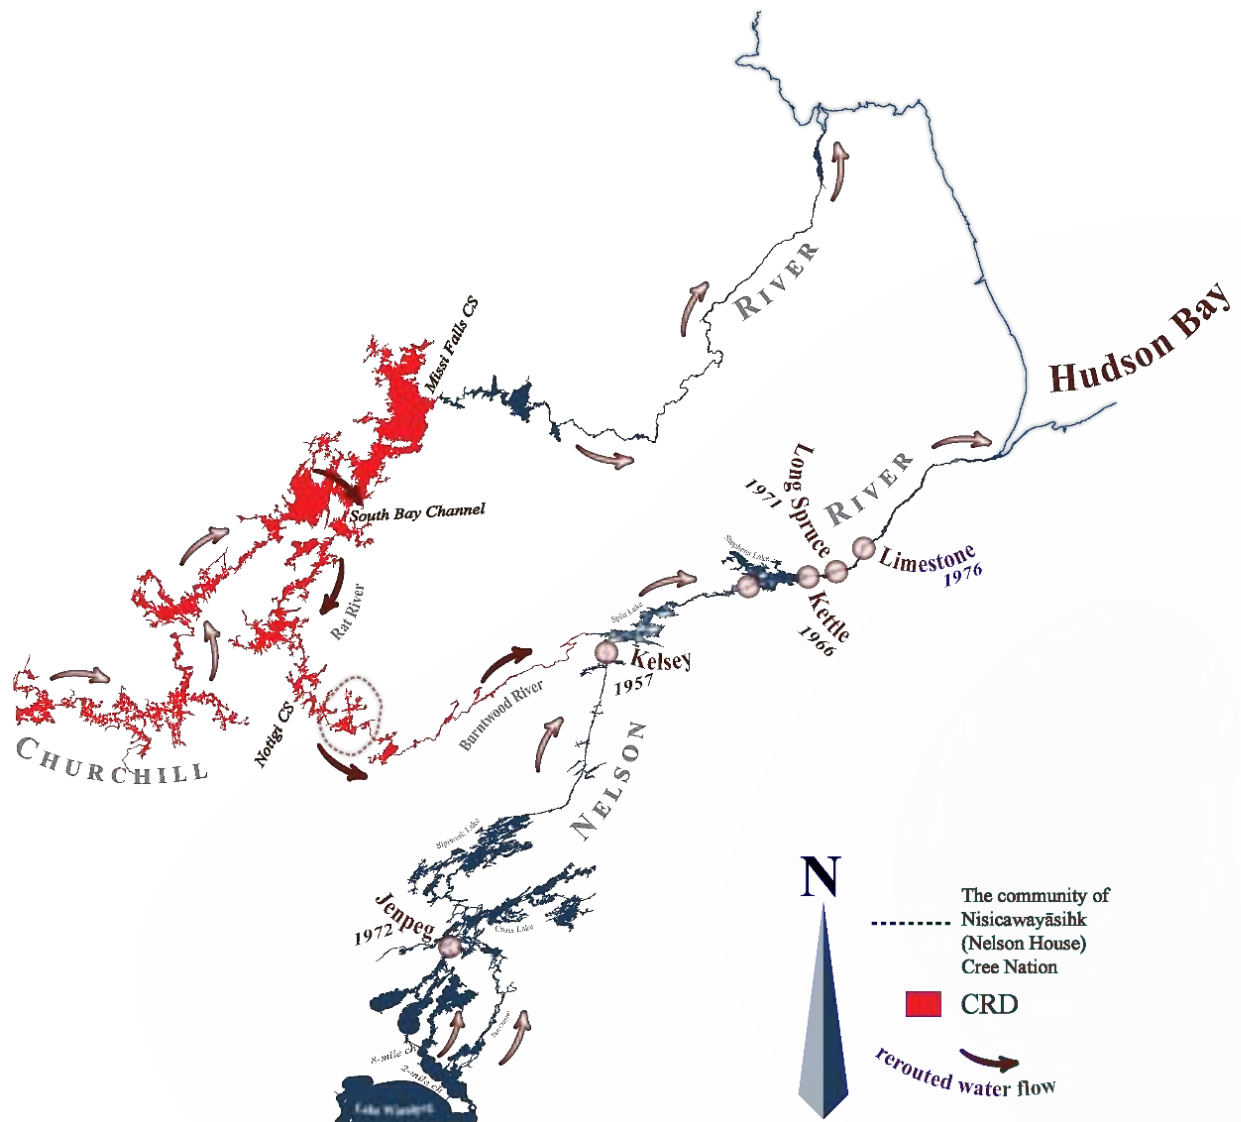 RIVER
Hudson Bay
Missi Falls CS
South Bay Channel
Rat River
Notigi CS
CHURCHILL
Burntwood River
Long Spruce
1971
RIVER
Limestone
1976
Stephens Lake
Kettle
1966
Split Lake
Kelsey
1957
NELSON
Sipiwesk Lake
Jenpeg
1972
Cross Lake
8-mile ch
2-mile ch
Lake Winnipeg
N
The community of
Nisicawayāsihk
(Nelson House)
Cree Nation
CRD
rerouted water flow